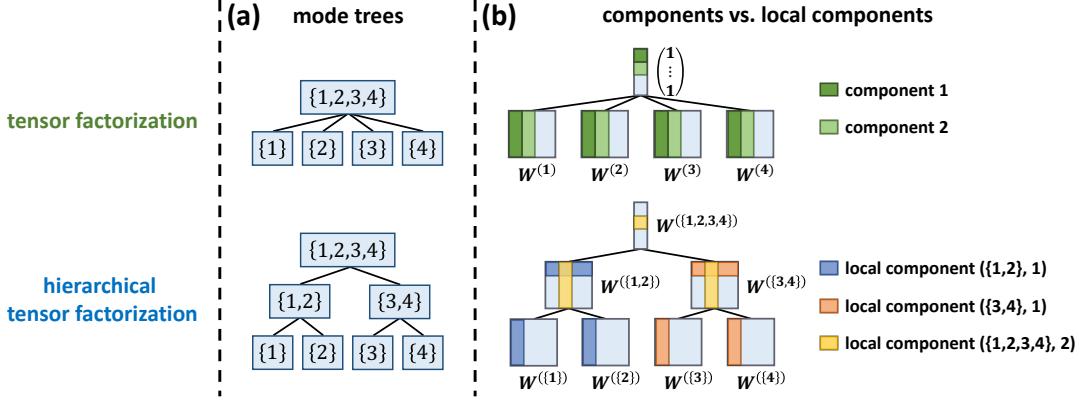 (a) mode trees
(b) components vs. local components
tensor factorization
{1,2,3,4}
{1} {2} {3} {4}
(1 ⋮ 1)
W^(1) W^(2) W^(3) W^(4)
component 1
component 2
hierarchical
tensor factorization
{1,2,3,4}
{1,2} {3,4}
{1} {2} {3} {4}
W^({1,2,3,4})
W^({1,2}) W^({3,4})
W^({1}) W^({2}) W^({3}) W^({4})
local component ({1,2}, 1)
local component ({3,4}, 1)
local component ({1,2,3,4}, 2)